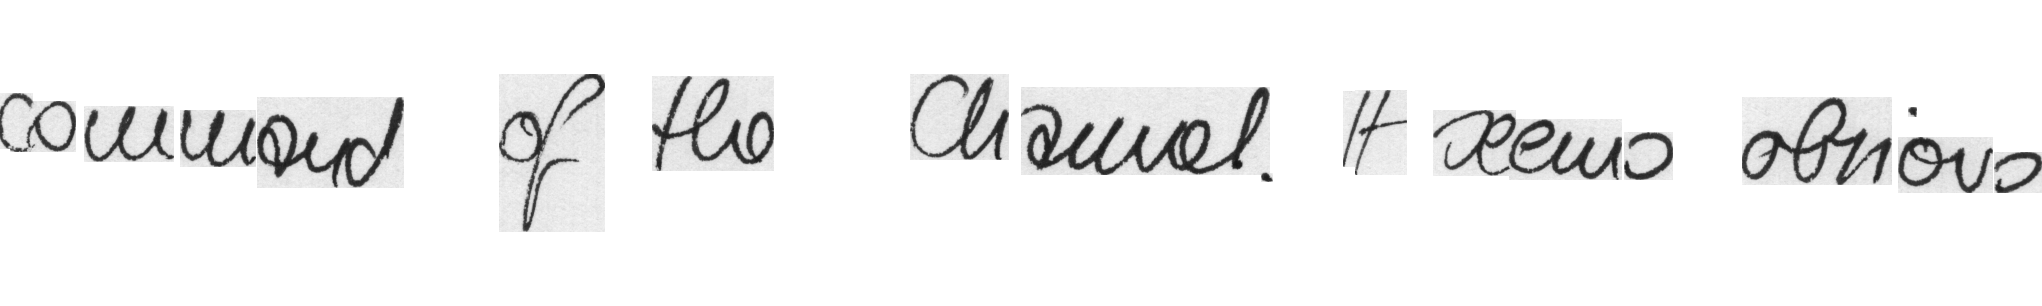 command of the Channel. It seems obvious